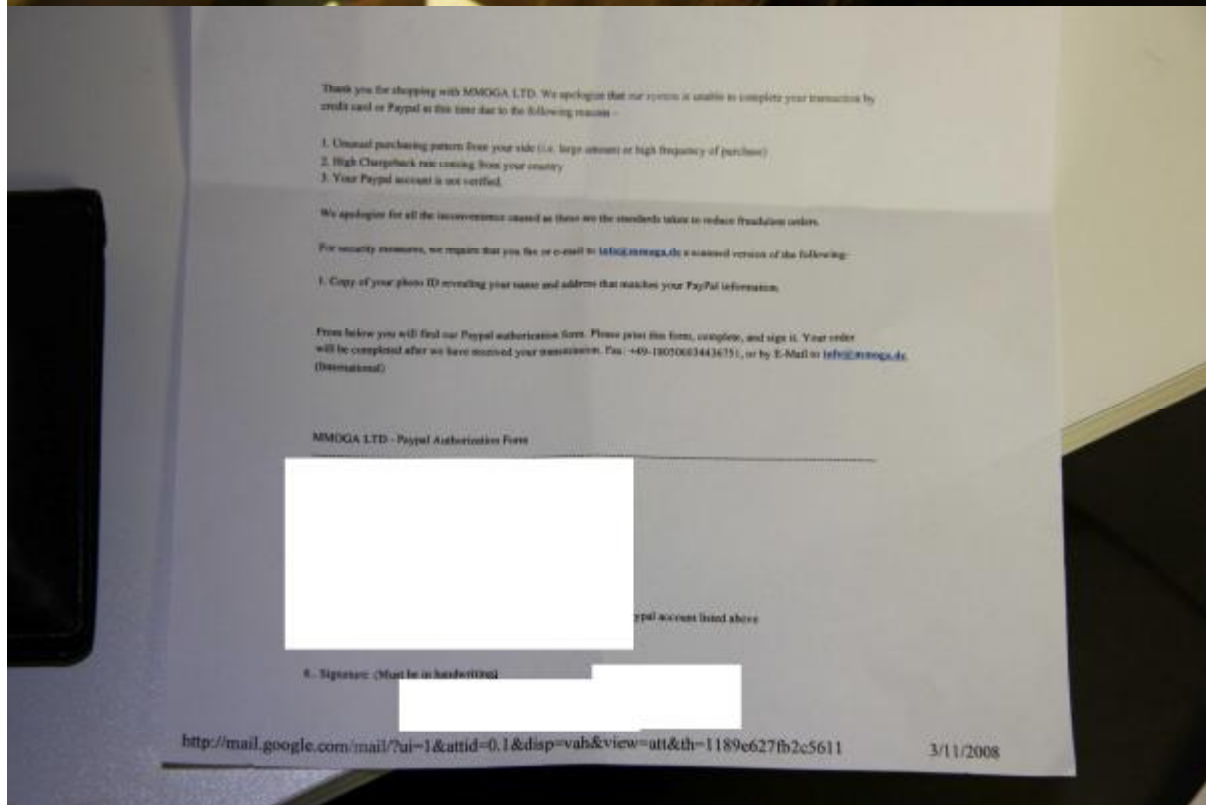 Thank you for shopping with MMOGA LTD. We apologize that our system is unable to complete your transaction by
credit card or Paypal at this time due to the following reasons -
1. Unusual purchasing pattern from your side (i.e. large amount or high frequency of purchase)
2. High Chargeback rate coming from your country
3. Your Paypal account is not verified.
We apologize for all the inconvenience caused as these are the standards taken to reduce fraudulent orders.
For security measures, we require that you fax or e-mail to info@mmoga.de a scanned version of the following:
1. Copy of your photo ID revealing your name and address that matches your PayPal information.
From below you will find our Paypal authorization form. Please print this form, complete, and sign it. Your order
will be completed after we have received your transmission. Fax: +49-180506034436751, or by E-Mail to info@mmoga.de
(International)
MMOGA LTD - Paypal Authorization Form
ypal account listed above
Signature: (Must be in handwriting)
http://mail.google.com/mail/?ui=1&attid=0.1&disp=vah&view=att&th=1189e627fb2c5611 3/11/2008